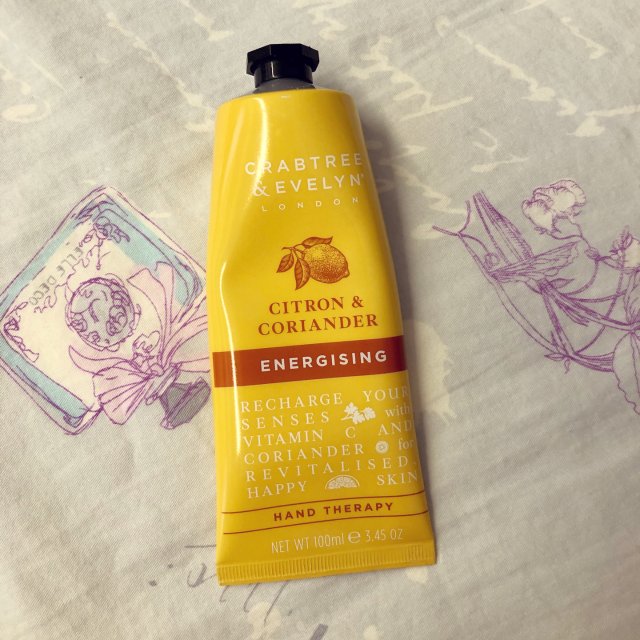 CRABTREE
& EVELYN®
LONDON
CITRON &
CORIANDER
ENERGISING
RECHARGE YOUR
SENSES with
VITAMIN C AND
CORIANDER for
REVITALISED,
HAPPY SKIN
HAND THERAPY
NET WT 100ml ℮ 3.45 OZ